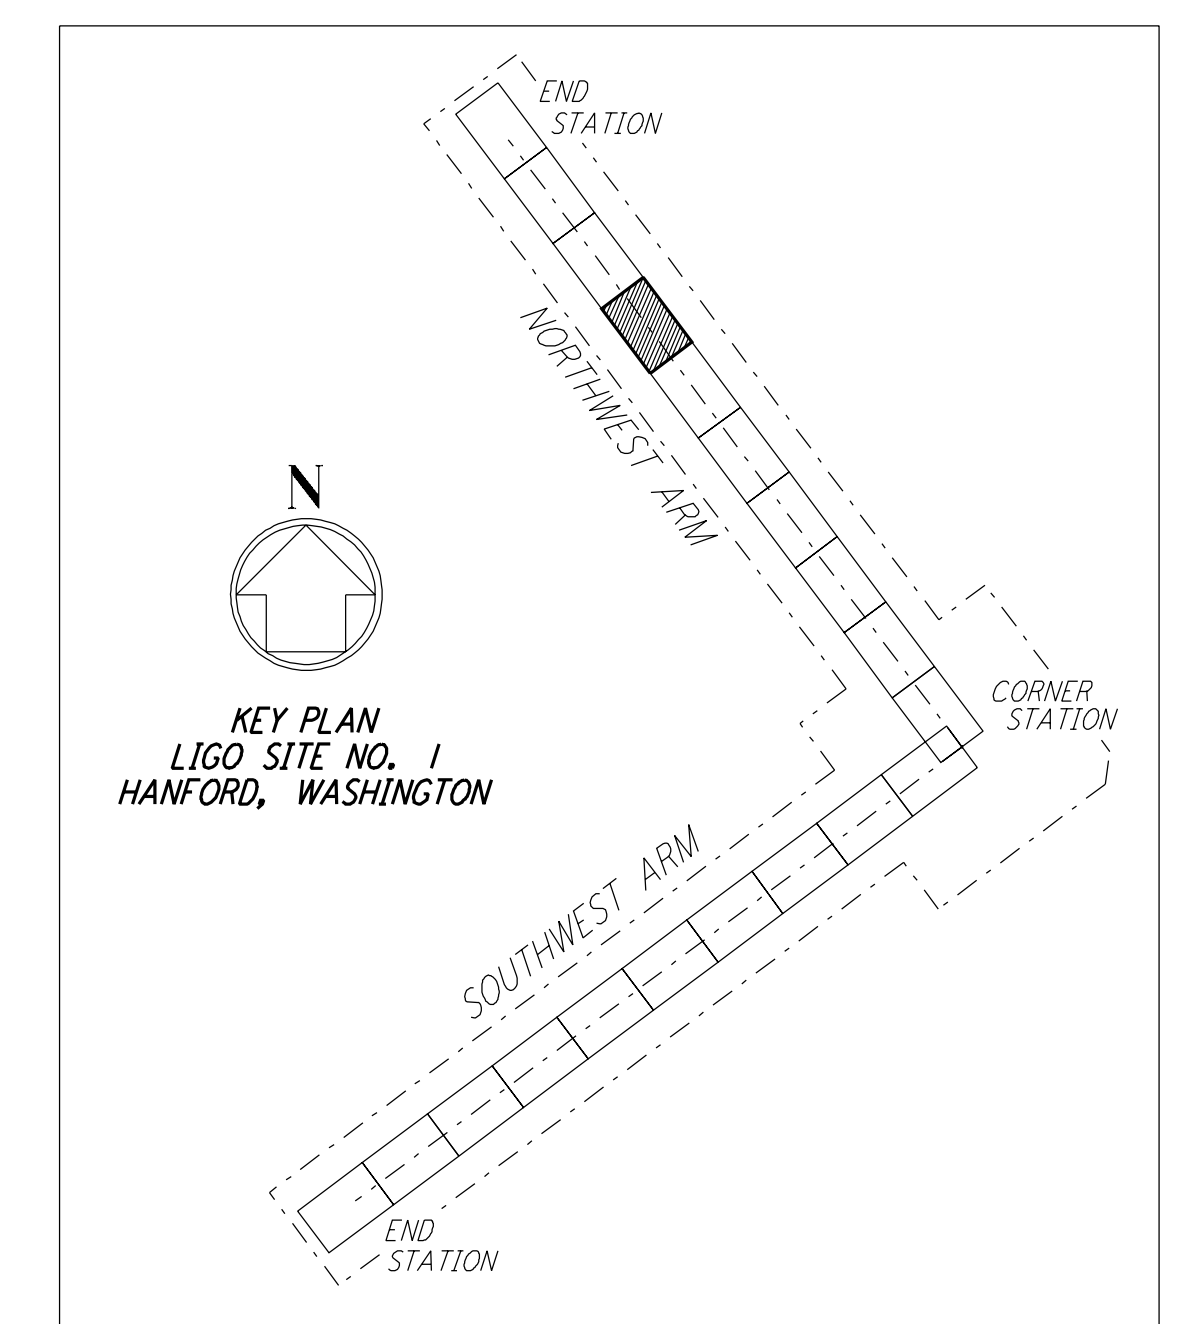 END
STATION
NORTHWEST ARM
N
KEY PLAN
LIGO SITE NO. 1
HANFORD, WASHINGTON
CORNER
STATION
SOUTHWEST ARM
END
STATION